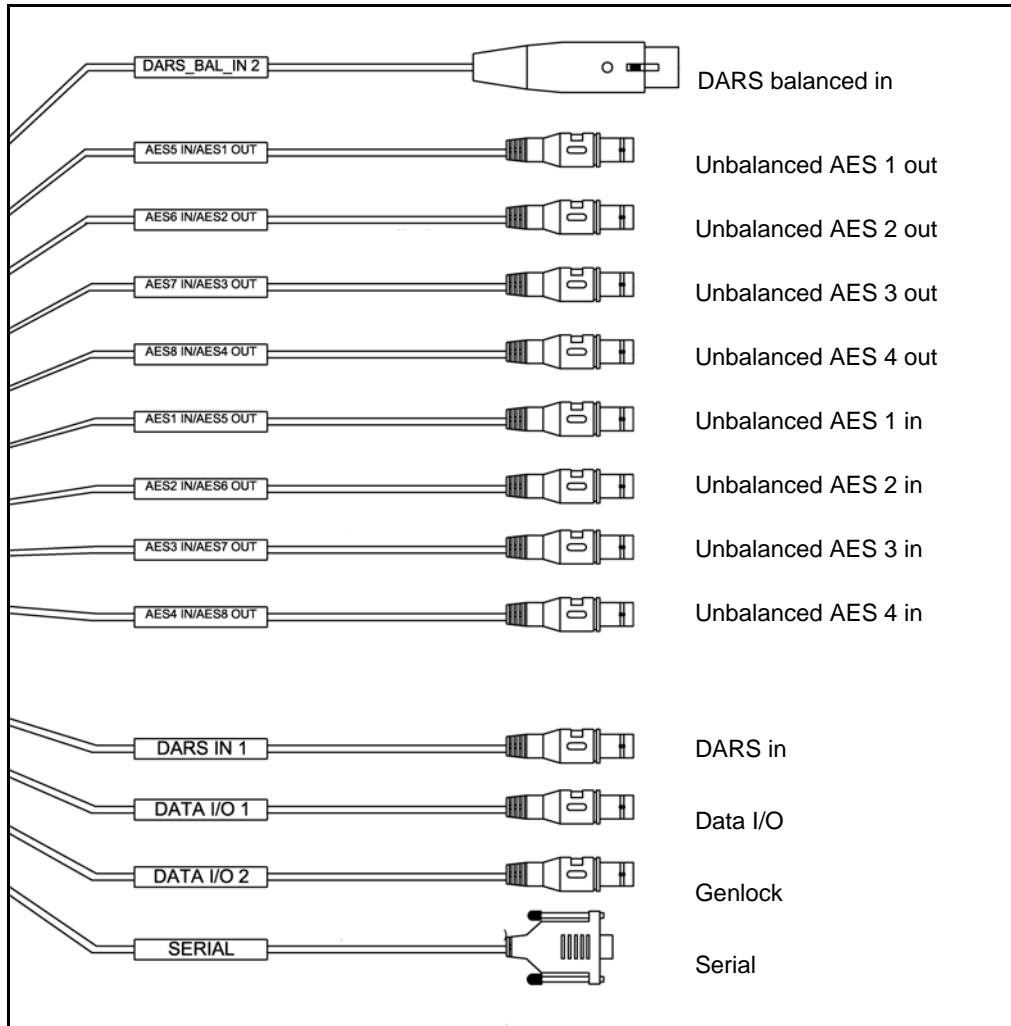 DARS_BAL_IN 2
DARS balanced in
AES5 IN/AES1 OUT
Unbalanced AES 1 out
AES6 IN/AES2 OUT
Unbalanced AES 2 out
AES7 IN/AES3 OUT
Unbalanced AES 3 out
AES8 IN/AES4 OUT
Unbalanced AES 4 out
AES1 IN/AES5 OUT
Unbalanced AES 1 in
AES2 IN/AES6 OUT
Unbalanced AES 2 in
AES3 IN/AES7 OUT
Unbalanced AES 3 in
AES4 IN/AES8 OUT
Unbalanced AES 4 in
DARS IN 1
DARS in
DATA I/O 1
Data I/O
DATA I/O 2
Genlock
SERIAL
Serial